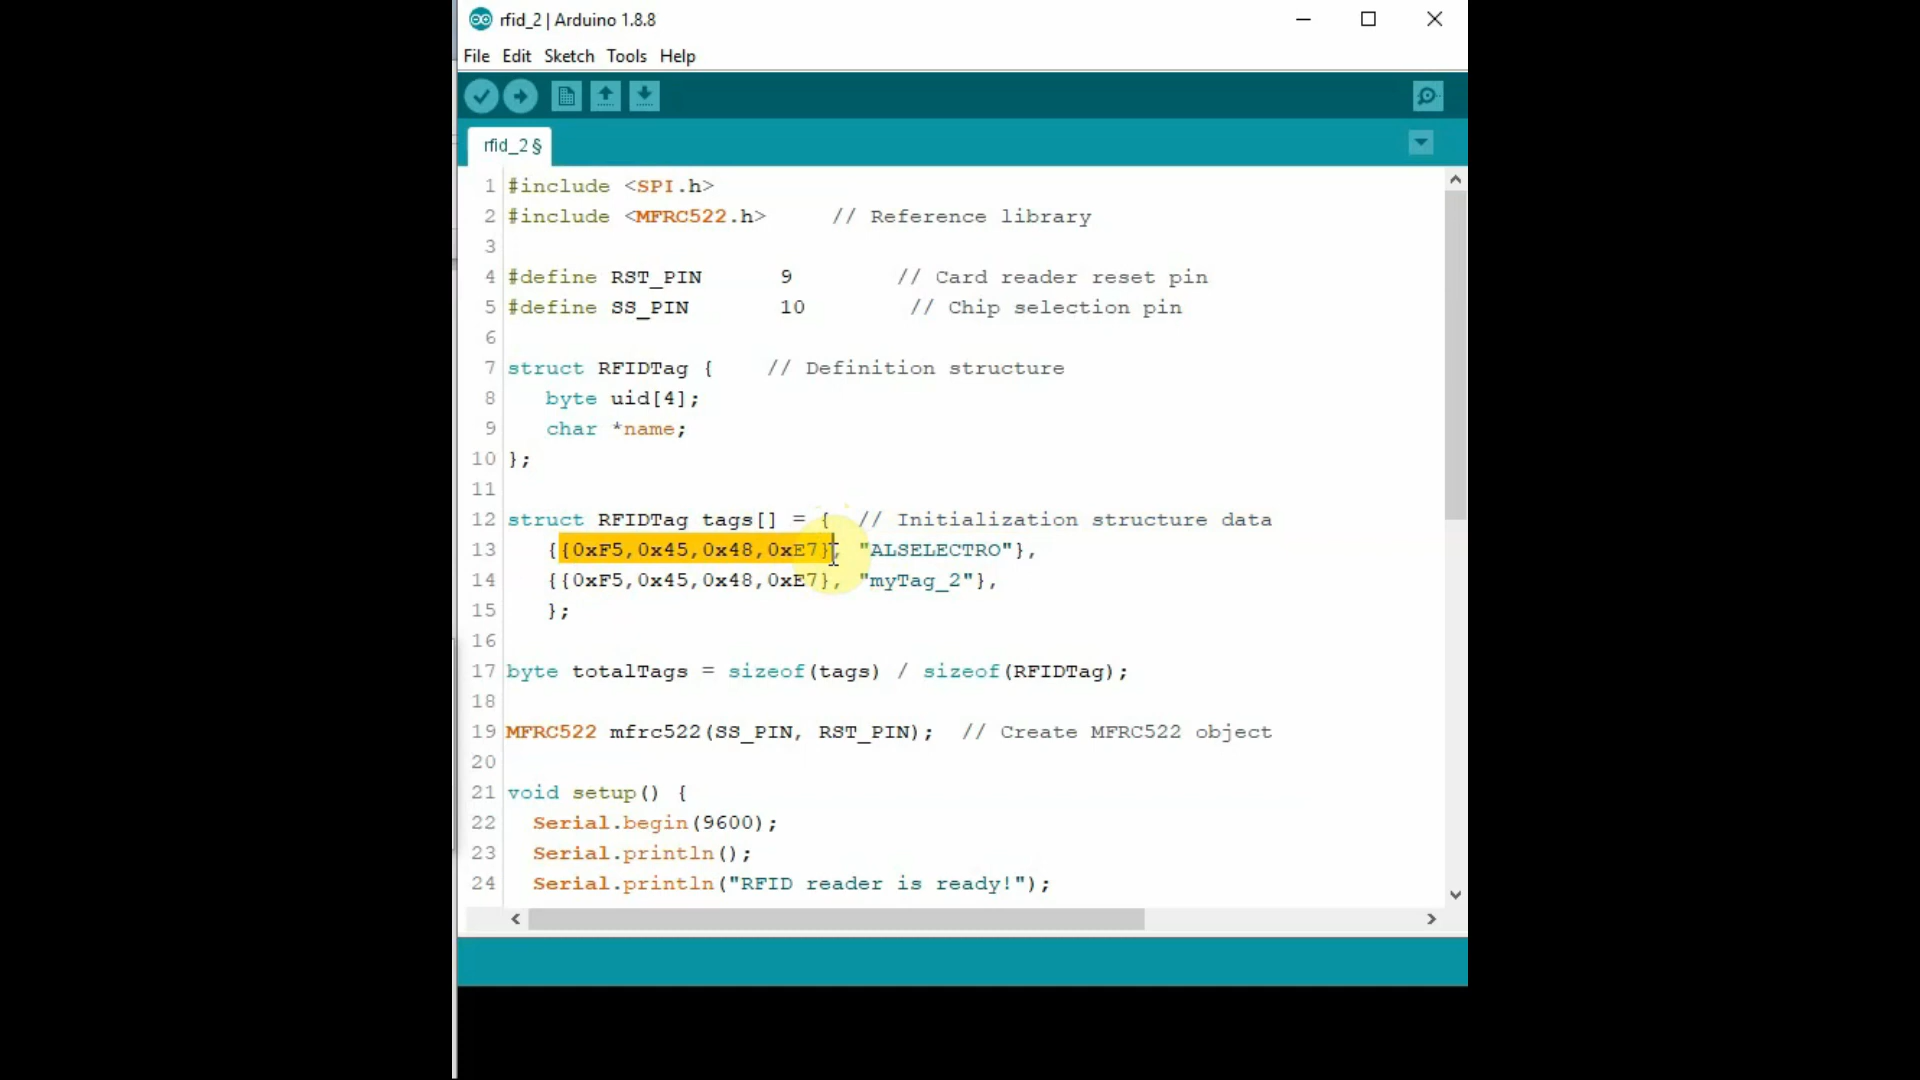 rfid_2 | Arduino 1.8.8
File Edit Sketch Tools Help
rfid_2 §
1 #include <SPI.h>
2 #include <MFRC522.h>     // Reference library
3
4 #define RST_PIN      9        // Card reader reset pin
5 #define SS_PIN       10        // Chip selection pin
6
7 struct RFIDTag {    // Definition structure
8    byte uid[4];
9    char *name;
10 };
11
12 struct RFIDTag tags[] = {  // Initialization structure data
13    {{0xF5,0x45,0x48,0xE7}, "ALSELECTRO"},
14    {{0xF5,0x45,0x48,0xE7}, "myTag_2"},
15    };
16
17 byte totalTags = sizeof(tags) / sizeof(RFIDTag);
18
19 MFRC522 mfrc522(SS_PIN, RST_PIN);  // Create MFRC522 object
20
21 void setup() {
22   Serial.begin(9600);
23   Serial.println();
24   Serial.println("RFID reader is ready!");